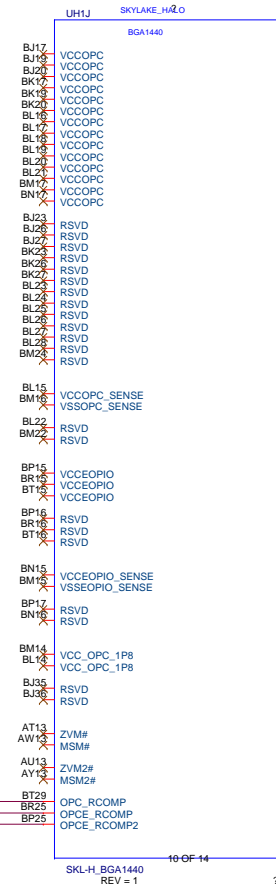 UH1J SKYLAKE_HALO ?
BGA1440
BJ17 VCCOPC
BJ19 VCCOPC
BJ20 VCCOPC
BK17 VCCOPC
BK19 VCCOPC
BK20 VCCOPC
BL16 VCCOPC
BL17 VCCOPC
BL18 VCCOPC
BL19 VCCOPC
BL20 VCCOPC
BL21 VCCOPC
BM17 VCCOPC
BN17 VCCOPC
BJ23 RSVD
BJ26 RSVD
BJ27 RSVD
BK23 RSVD
BK26 RSVD
BK27 RSVD
BL23 RSVD
BL24 RSVD
BL25 RSVD
BL26 RSVD
BL27 RSVD
BL28 RSVD
BM24 RSVD
BL15 VCCOPC_SENSE
BM16 VSSOPC_SENSE
BL22 RSVD
BM22 RSVD
BP15 VCCEOPIO
BR15 VCCEOPIO
BT15 VCCEOPIO
BP16 RSVD
BR16 RSVD
BT16 RSVD
BN15 VCCEOPIO_SENSE
BM15 VSSEOPIO_SENSE
BP17 RSVD
BN16 RSVD
BM14 VCC_OPC_1P8
BL14 VCC_OPC_1P8
BJ35 RSVD
BJ36 RSVD
AT13 ZVM#
AW13 MSM#
AU13 ZVM2#
AY13 MSM2#
BT29 OPC_RCOMP
BR25 OPCE_RCOMP
BP25 OPCE_RCOMP2
10 OF 14
SKL-H_BGA1440
REV = 1 ?